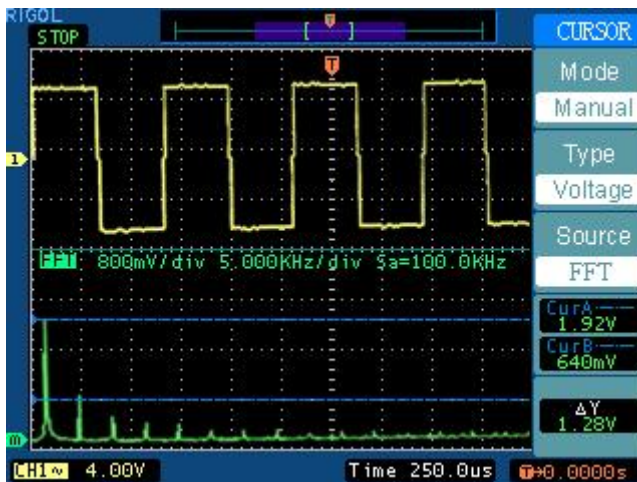 RIGOL
STOP
T
[ ]
CURSOR
T
Mode
Manual
1
Type
Voltage
Source
FFT
FFT 800mV/div 5.000KHz/div Sa=100.0KHz
CurA
1.92V
CurB
640mV
ΔY
1.28V
m
CH1~ 4.00V Time 250.0us T→0.0000s